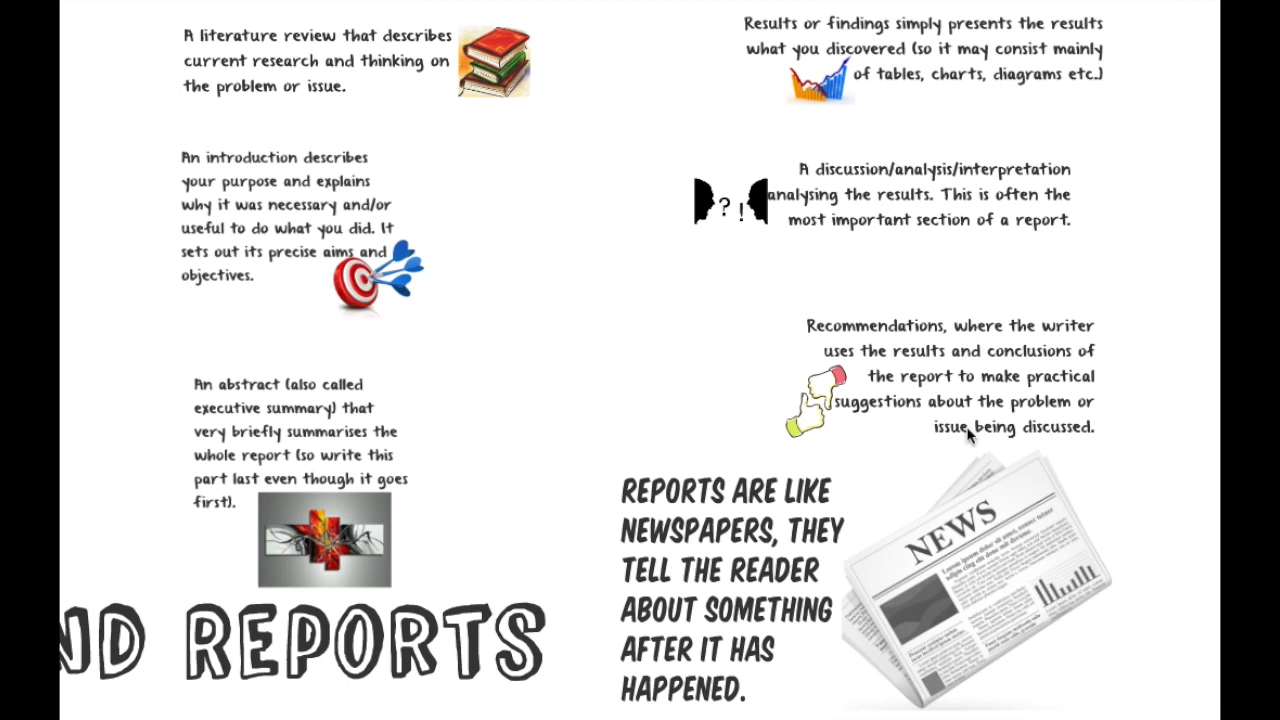 A literature review that describes
current research and thinking on
the problem or issue.
Results or findings simply presents the results
what you discovered (so it may consist mainly
of tables, charts, diagrams etc.)
An introduction describes
your purpose and explains
why it was necessary and/or
useful to do what you did. It
sets out its precise aims and
objectives.
A discussion/analysis/interpretation
analysing the results. This is often the
most important section of a report.
? !
Recommendations, where the writer
uses the results and conclusions of
the report to make practical
suggestions about the problem or
issue being discussed.
An abstract (also called
executive summary) that
very briefly summarises the
whole report (so write this
part last even though it goes
first).
REPORTS ARE LIKE
NEWSPAPERS, THEY
TELL THE READER
ABOUT SOMETHING
AFTER IT HAS
HAPPENED.
NEWS
ND REPORTS